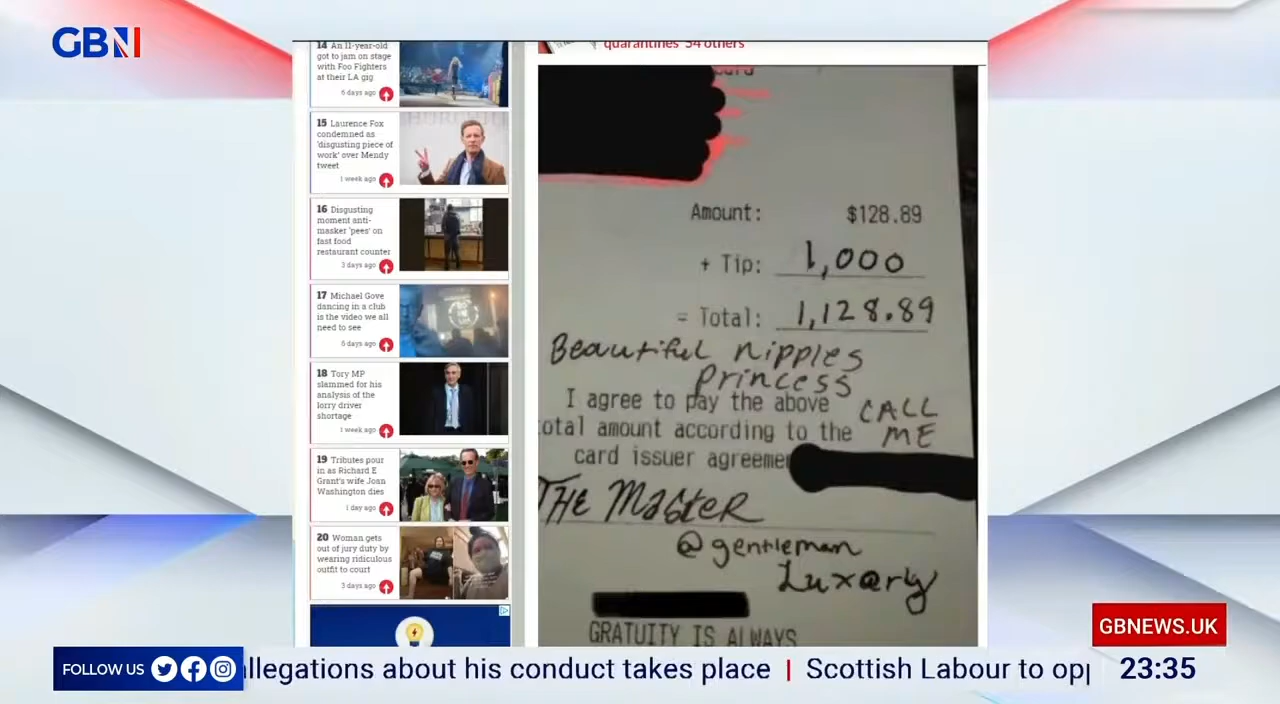 GBN
14 An 11-year-old
got to jam on stage
with Foo Fighters
at their LA gig
6 days ago
15 Laurence Fox
condemned as
'disgusting piece of
work' over Mendy
tweet
1 week ago
16 Disgusting
moment anti-
masker 'pees' on
fast food
restaurant counter
3 days ago
17 Michael Gove
dancing in a club
is the video we all
need to see
6 days ago
18 Tory MP
slammed for his
analysis of the
lorry driver
shortage
1 week ago
19 Tributes pour
in as Richard E
Grant's wife Joan
Washington dies
1 day ago
20 Woman gets
out of jury duty by
wearing ridiculous
outfit to court
3 days ago
quarantines 54 others
Amount: $128.89
+ Tip: 1,000
= Total: 1,128.89
Beautiful nipples
princess
I agree to pay the above
otal amount according to the
CALL
ME
card issuer agreemen
THE MasteR
@gentleman
Luxary
GRATUITY IS ALWAYS
GBNEWS.UK
FOLLOW US
allegations about his conduct takes place | Scottish Labour to opp
23:35